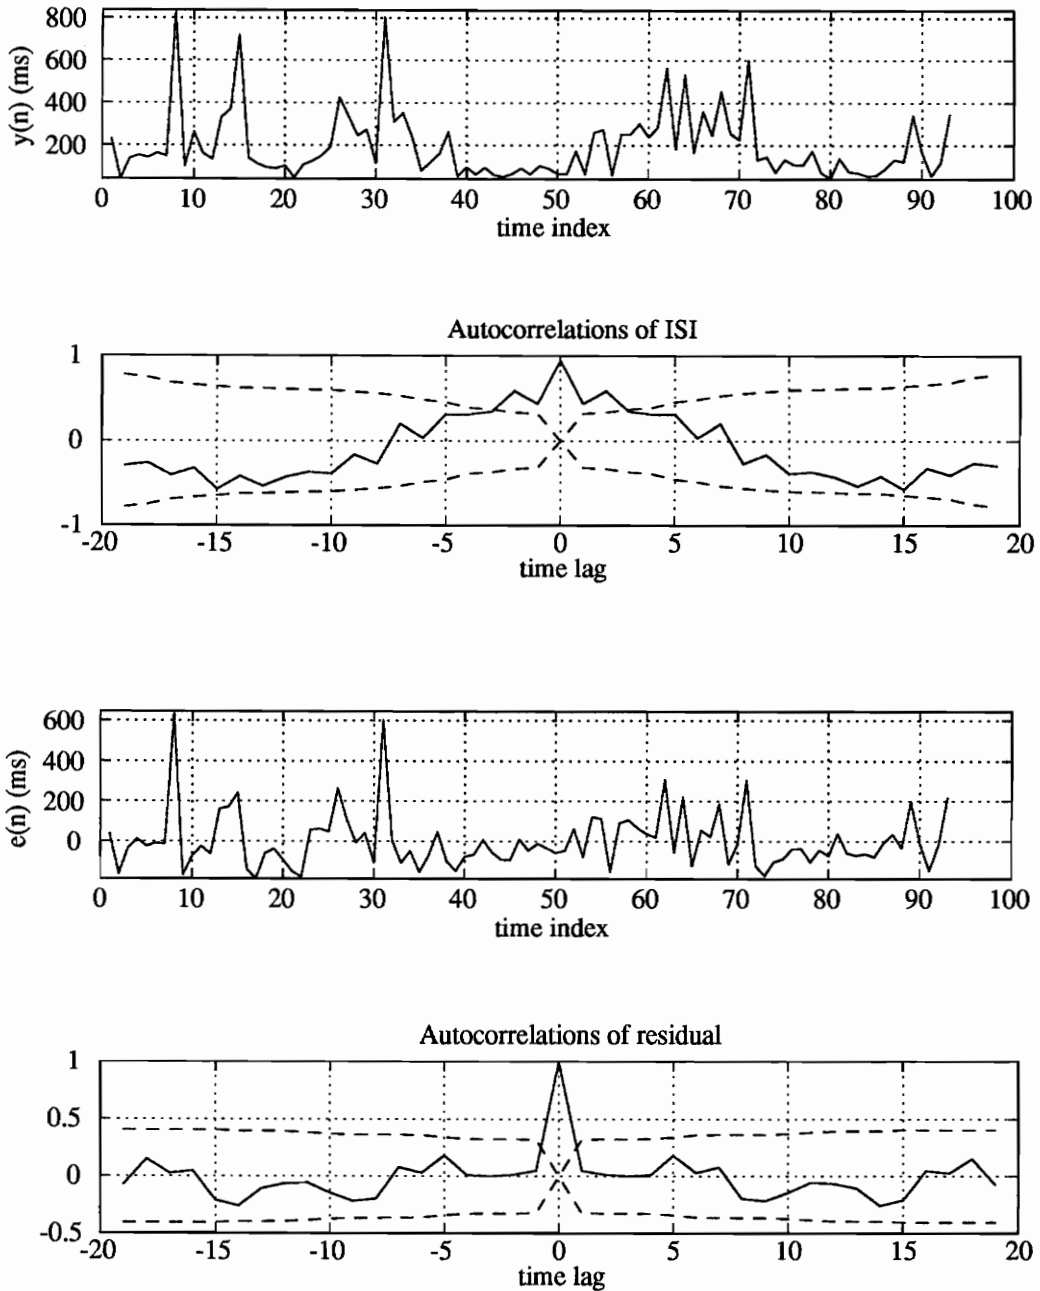 y(n) (ms)
800
600
400
200
0 10 20 30 40 50 60 70 80 90 100
time index
Autocorrelations of ISI
1
0
-1
-20 -15 -10 -5 0 5 10 15 20
time lag
e(n) (ms)
600
400
200
0
0 10 20 30 40 50 60 70 80 90 100
time index
Autocorrelations of residual
1
0.5
0
-0.5
-20 -15 -10 -5 0 5 10 15 20
time lag